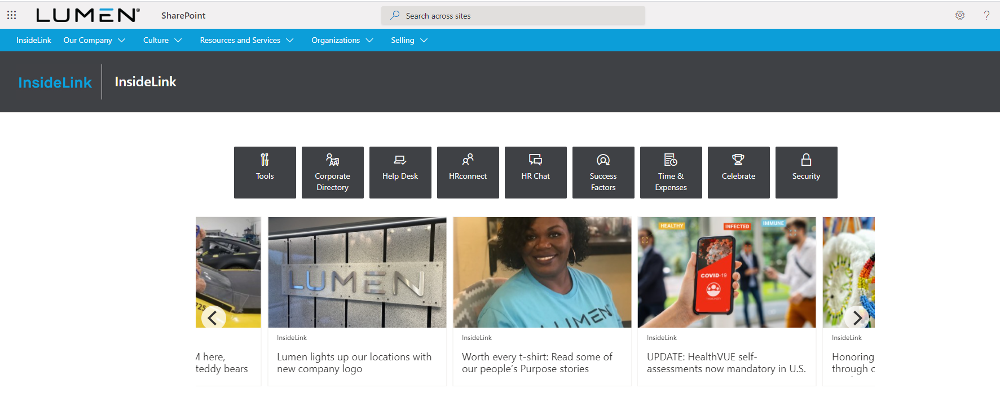 LUMEN®
SharePoint
Search across sites
?
InsideLink
Our Company
Culture
Resources and Services
Organizations
Selling
InsideLink
InsideLink
Tools
Corporate
Directory
Help Desk
HRconnect
HR Chat
Success
Factors
Time &
Expenses
Celebrate
Security
725
here,
teddy bears
LUMEN
InsideLink
Lumen lights up our locations with
new company logo
LUMEN®
InsideLink
Worth every t-shirt: Read some of
our people’s Purpose stories
HEALTHY
INFECTED
IMMUNE
COVID-19
TRACKER
InsideLink
UPDATE: HealthVUE self-
assessments now mandatory in U.S.
InsideLink
Honoring
through